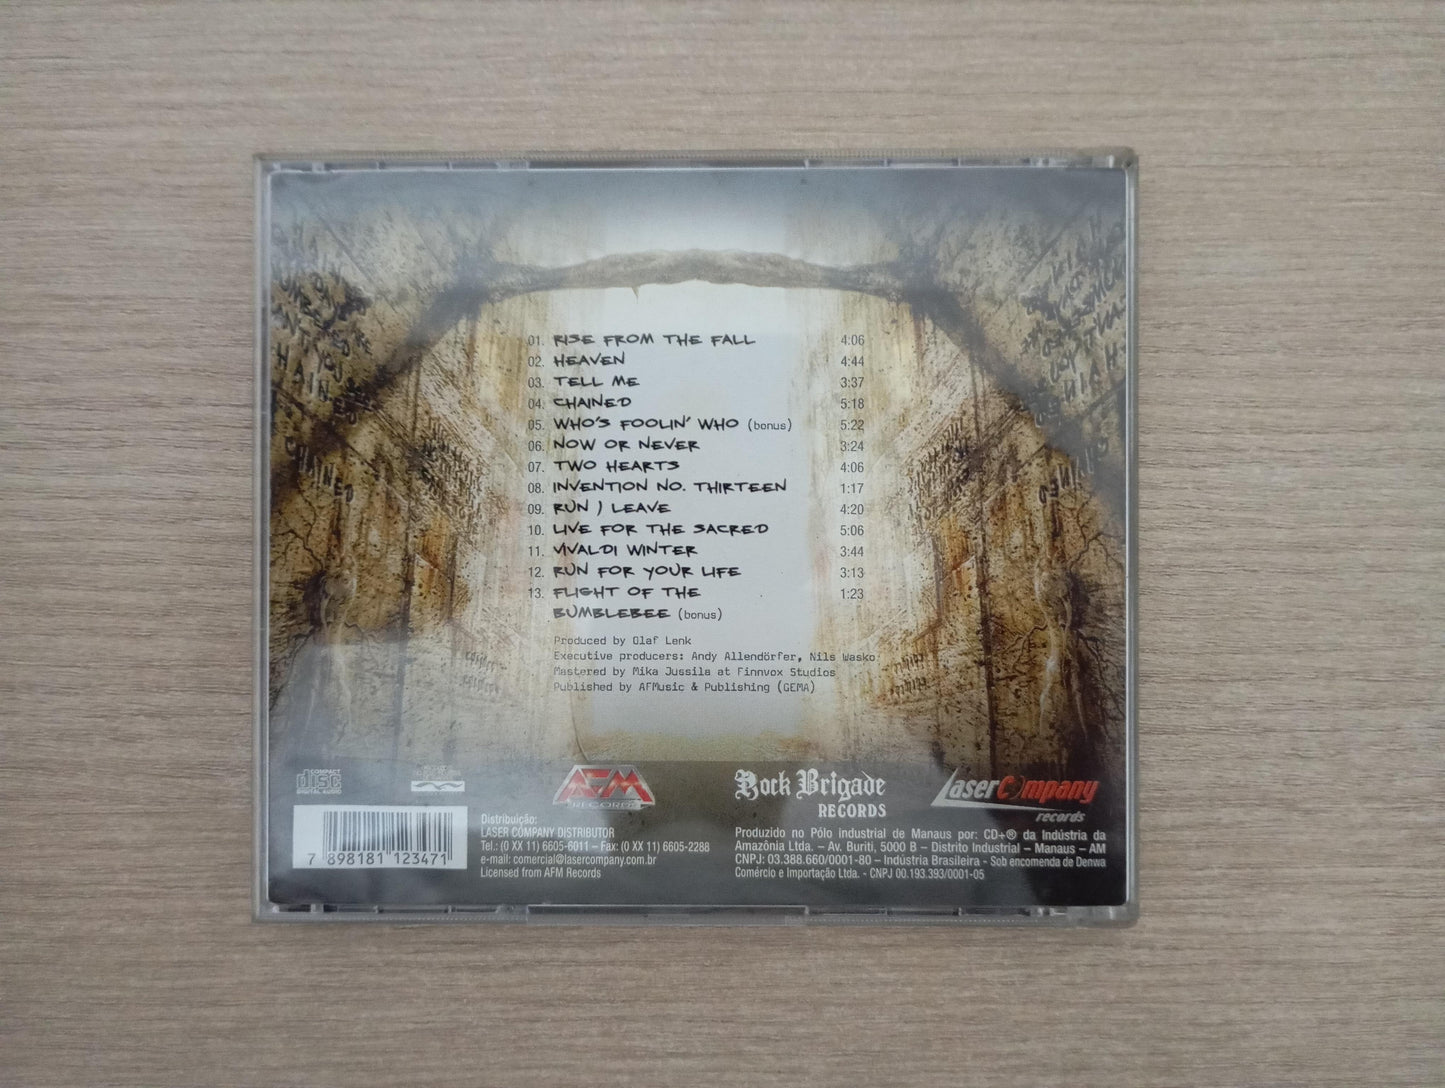 01. RISE FROM THE FALL 4:06
02. HEAVEN 4:44
03. TELL ME 3:37
04. CHAINED 5:18
05. WHO'S FOOLIN' WHO (bonus) 5:22
06. NOW OR NEVER 3:24
07. TWO HEARTS 4:06
08. INVENTION NO. THIRTEEN 1:17
09. RUN / LEAVE 4:20
10. LIVE FOR THE SACRED 5:06
11. VIVALDI WINTER 3:44
12. RUN FOR YOUR LIFE 3:13
13. FLIGHT OF THE 1:23
BUMBLEBEE (bonus)
Produced by Olaf Lenk
Executive producers: Andy Allendörfer, Nils Wasko
Mastered by Mika Jussila at Finnvox Studios
Published by AFMusic & Publishing (GEMA)
CHAINED
COMPACT
disc
DIGITAL AUDIO
AFM
RECORDS
Rock Brigade
RECORDS
LaserCompany
records
7 898181 123471
Distribuição:
LASER COMPANY DISTRIBUTOR
Tel.: (0 XX 11) 6605-6011 – Fax: (0 XX 11) 6605-2288
e-mail: comercial@lasercompany.com.br
Licensed from AFM Records
Produzido no Pólo industrial de Manaus por: CD+® da Indústria da
Amazônia Ltda. – Av. Buriti, 5000 B – Distrito Industrial – Manaus – AM
CNPJ: 03.388.660/0001-80 – Indústria Brasileira - Sob encomenda de Denwa
Comércio e Importação Ltda. - CNPJ 00.193.393/0001-05